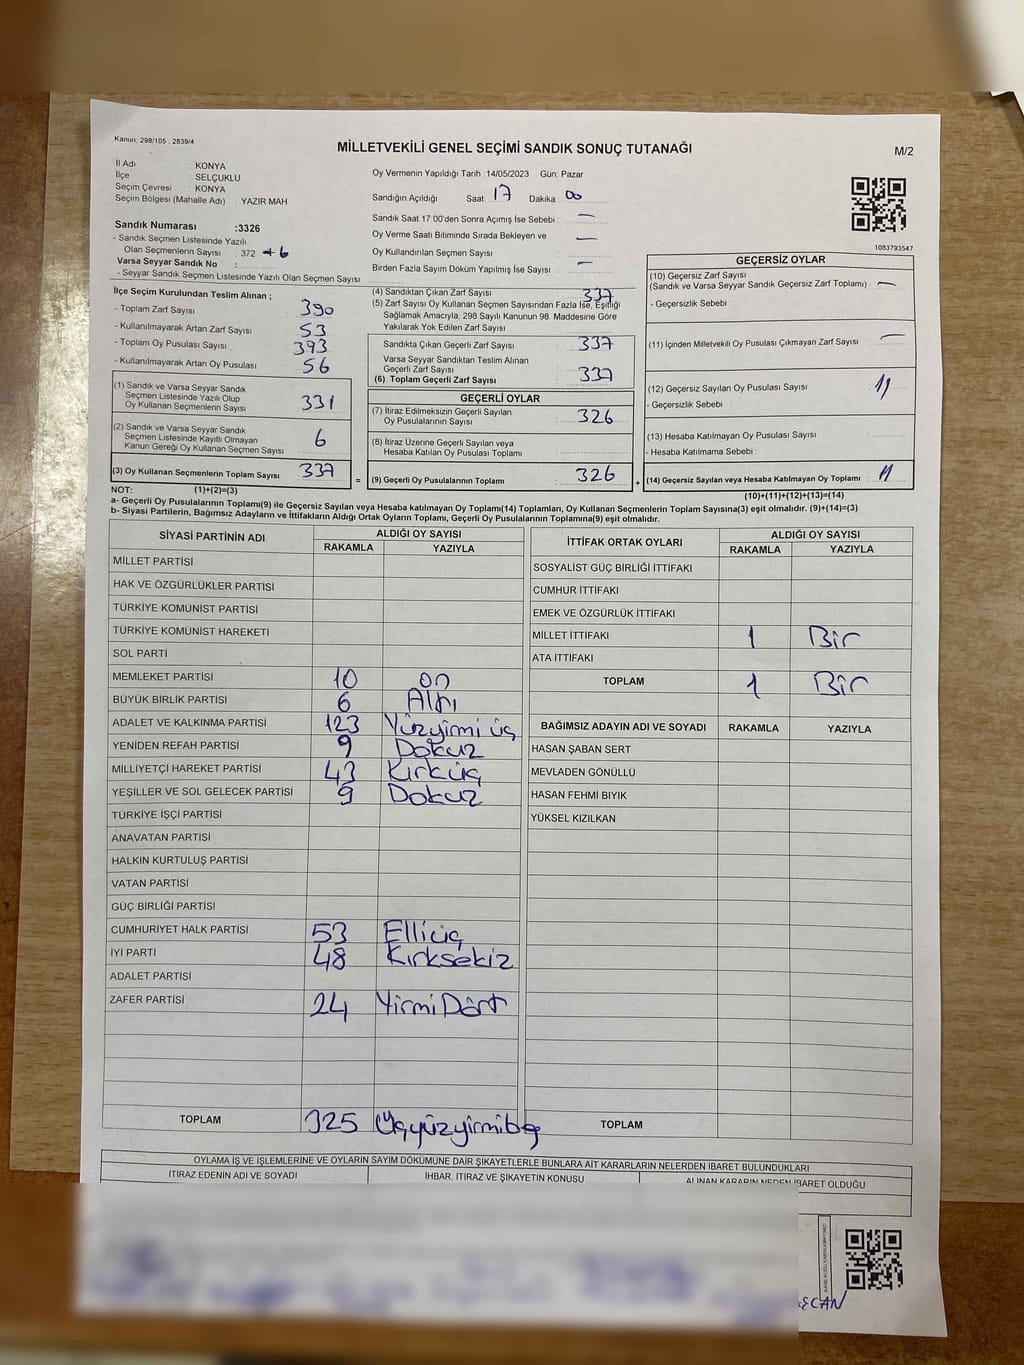 Kanun: 298/105 , 2839/4
MİLLETVEKİLİ GENEL SEÇİMİ SANDIK SONUÇ TUTANAĞI
M/2
İl Adı : KONYA
İlçe : SELÇUKLU
Seçim Çevresi : KONYA
Seçim Bölgesi (Mahalle Adı) : YAZIR MAH.
Oy Vermenin Yapıldığı Tarih :14/05/2023 Gün: Pazar
Sandığın Açıldığı Saat: 17 Dakika: 00
Sandık Saat 17:00'den Sonra Açımış İse Sebebi : —
Oy Verme Saati Bitiminde Sırada Bekleyen ve
Oy Kullandırılan Seçmen Sayısı : —
Birden Fazla Sayım Döküm Yapılmış İse Sayısı : —
1083793547
Sandık Numarası :3326
- Sandık Seçmen Listesinde Yazılı
Olan Seçmenlerin Sayısı : 372 +6
Varsa Seyyar Sandık No :
- Seyyar Sandık Seçmen Listesinde Yazılı Olan Seçmen Sayısı :
İlçe Seçim Kurulundan Teslim Alınan ;
- Toplam Zarf Sayısı : 390
- Kullanılmayarak Artan Zarf Sayısı : 53
- Toplam Oy Pusulası Sayısı : 393
- Kullanılmayarak Artan Oy Pusulası : 56
(1) Sandık ve Varsa Seyyar Sandık
Seçmen Listesinde Yazılı Olup
Oy Kullanan Seçmenlerin Sayısı : 331
(2) Sandık ve Varsa Seyyar Sandık
Seçmen Listesinde Kayıtlı Olmayan
Kanun Gereği Oy Kullanan Seçmen Sayısı : 6
(3) Oy Kullanan Seçmenlerin Toplam Sayısı : 337
(4) Sandıktan Çıkan Zarf Sayısı : 337
(5) Zarf Sayısı Oy Kullanan Seçmen Sayısından Fazla İse, Eşitliği
Sağlamak Amacıyla, 298 Sayılı Kanunun 98. Maddesine Göre
Yakılarak Yok Edilen Zarf Sayısı :
Sandıkta Çıkan Geçerli Zarf Sayısı : 337
Varsa Seyyar Sandıktan Teslim Alınan
Geçerli Zarf Sayısı :
(6) Toplam Geçerli Zarf Sayısı : 337
GEÇERLİ OYLAR
(7) İtiraz Edilmeksizin Geçerli Sayılan
Oy Pusulalarının Sayısı : 326
(8) İtiraz Üzerine Geçerli Sayılan veya
Hesaba Katılan Oy Pusulası Toplamı :
= (9) Geçerli Oy Pusulalarının Toplamı : 326
GEÇERSİZ OYLAR
(10) Geçersiz Zarf Sayısı
(Sandık ve Varsa Seyyar Sandık Geçersiz Zarf Toplamı) : —
- Geçersizlik Sebebi :
(11) İçinden Milletvekili Oy Pusulası Çıkmayan Zarf Sayısı : —
(12) Geçersiz Sayılan Oy Pusulası Sayısı : 11
- Geçersizlik Sebebi :
(13) Hesaba Katılmayan Oy Pusulası Sayısı :
- Hesaba Katılmama Sebebi :
+ (14) Geçersiz Sayılan veya Hesaba Katılmayan Oy Toplamı : 11
NOT: (1)+(2)=(3)
(10)+(11)+(12)+(13)=(14)
a- Geçerli Oy Pusulalarının Toplamı(9) ile Geçersiz Sayılan veya Hesaba katılmayan Oy Toplamı(14) Toplamları, Oy Kullanan Seçmenlerin Toplam Sayısına(3) eşit olmalıdır. (9)+(14)=(3)
b- Siyasi Partilerin, Bağımsız Adayların ve İttifakların Aldığı Ortak Oyların Toplamı, Geçerli Oy Pusulalarının Toplamına(9) eşit olmalıdır.
SİYASİ PARTİNİN ADI ALDIĞI OY SAYISI
RAKAMLA YAZIYLA
MİLLET PARTİSİ
HAK VE ÖZGÜRLÜKLER PARTİSİ
TÜRKİYE KOMÜNİST PARTİSİ
TÜRKİYE KOMÜNİST HAREKETİ
SOL PARTİ
MEMLEKET PARTİSİ 10 on
BÜYÜK BİRLİK PARTİSİ 6 Altı
ADALET VE KALKINMA PARTİSİ 123 Yüzyirmi üç
YENİDEN REFAH PARTİSİ 9 Dokuz
MİLLİYETÇİ HAREKET PARTİSİ 43 Kırküç
YEŞİLLER VE SOL GELECEK PARTİSİ 9 Dokuz
TÜRKİYE İŞÇİ PARTİSİ
ANAVATAN PARTİSİ
HALKIN KURTULUŞ PARTİSİ
VATAN PARTİSİ
GÜÇ BİRLİĞİ PARTİSİ
CUMHURİYET HALK PARTİSİ 53 Elliüç
İYİ PARTİ 48 Kırksekiz
ADALET PARTİSİ
ZAFER PARTİSİ 24 Yirmi Dört
TOPLAM 325 Üçyüzyirmibeş
İTTİFAK ORTAK OYLARI ALDIĞI OY SAYISI
RAKAMLA YAZIYLA
SOSYALİST GÜÇ BİRLİĞİ İTTİFAKI
CUMHUR İTTİFAKI
EMEK VE ÖZGÜRLÜK İTTİFAKI
MİLLET İTTİFAKI 1 Bir
ATA İTTİFAKI
TOPLAM 1 Bir
BAĞIMSIZ ADAYIN ADI VE SOYADI RAKAMLA YAZIYLA
HASAN ŞABAN SERT
MEVLADEN GÖNÜLLÜ
HASAN FEHMİ BIYIK
YÜKSEL KIZILKAN
TOPLAM
OYLAMA İŞ VE İŞLEMLERİNE VE OYLARIN SAYIM DÖKÜMÜNE DAİR ŞİKAYETLERLE BUNLARA AİT KARARLARIN NELERDEN İBARET BULUNDUKLARI
İTİRAZ EDENİN ADI VE SOYADI İHBAR, İTİRAZ VE ŞİKAYETİN KONUSU ALINAN KARARIN NEDEN İBARET OLDUĞU